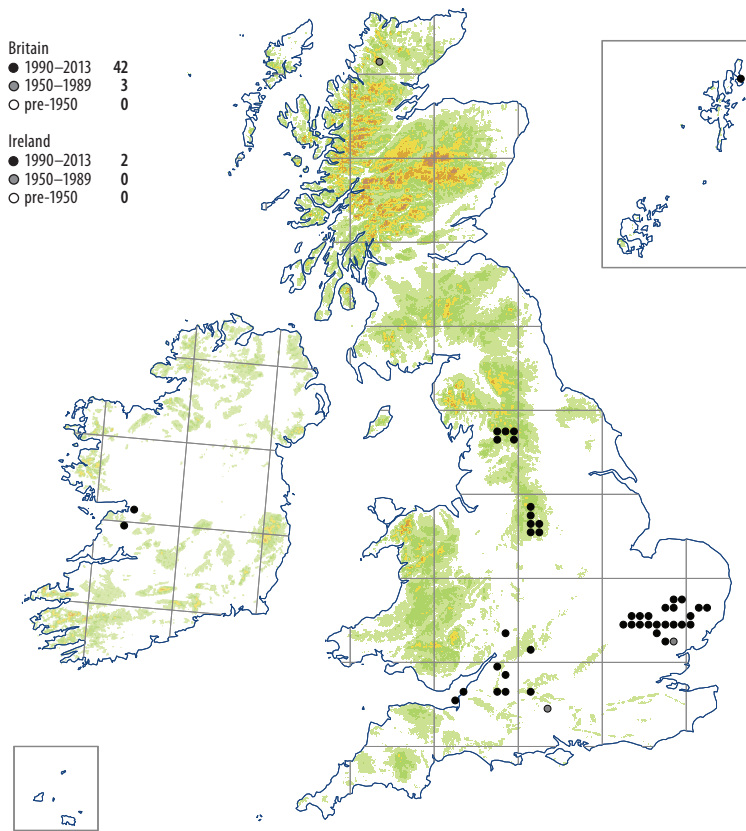 Britain
● 1990–2013 42
● 1950–1989 3
○ pre-1950 0
Ireland
● 1990–2013 2
● 1950–1989 0
○ pre-1950 0